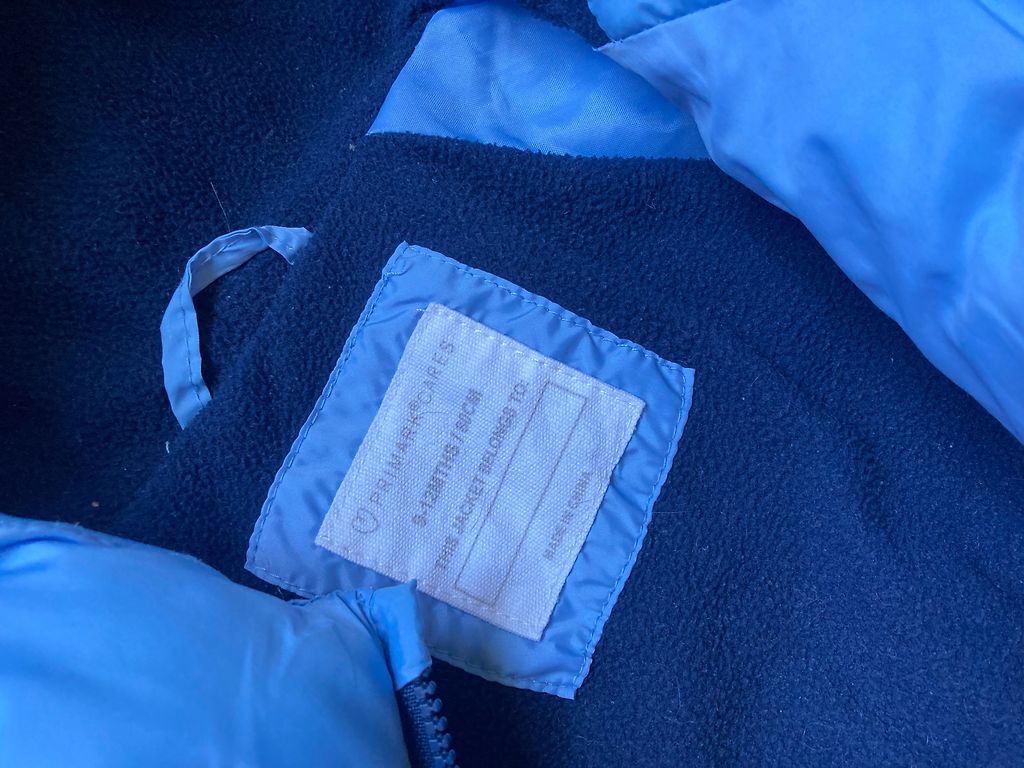 PRIMARK CARES
9-12MTHS / 80CM
THIS JACKET BELONGS TO:
MADE IN CHINA